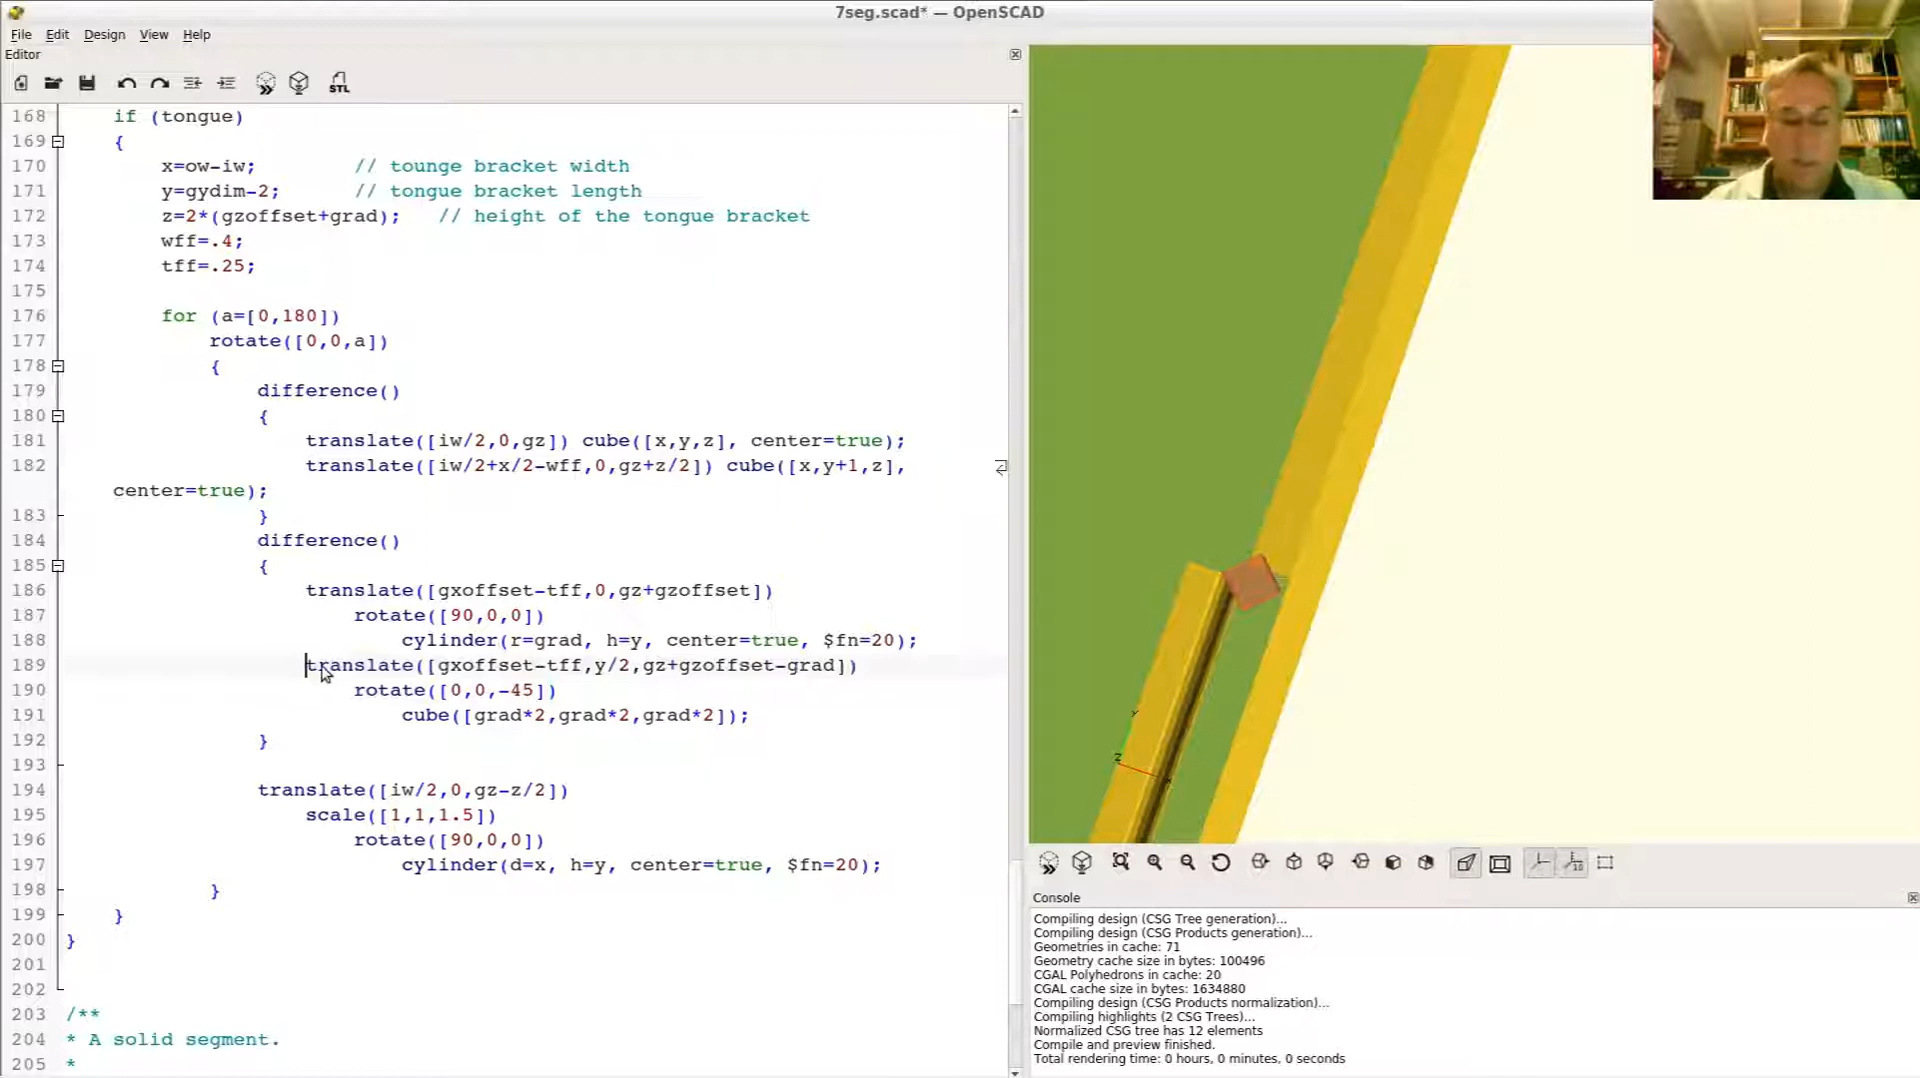 7seg.scad* — OpenSCAD
File Edit Design View Help
Editor
STL
168 if (tongue)
169 {
170 x=ow-iw; // tounge bracket width
171 y=gydim-2; // tongue bracket length
172 z=2*(gzoffset+grad); // height of the tongue bracket
173 wff=.4;
174 tff=.25;
175
176 for (a=[0,180])
177 rotate([0,0,a])
178 {
179 difference()
180 {
181 translate([iw/2,0,gz]) cube([x,y,z], center=true);
182 translate([iw/2+x/2-wff,0,gz+z/2]) cube([x,y+1,z],
center=true);
183 }
184 difference()
185 {
186 translate([gxoffset-tff,0,gz+gzoffset])
187 rotate([90,0,0])
188 cylinder(r=grad, h=y, center=true, $fn=20);
189 translate([gxoffset-tff,y/2,gz+gzoffset-grad])
190 rotate([0,0,-45])
191 cube([grad*2,grad*2,grad*2]);
192 }
193
194 translate([iw/2,0,gz-z/2])
195 scale([1,1,1.5])
196 rotate([90,0,0])
197 cylinder(d=x, h=y, center=true, $fn=20);
198 }
199 }
200 }
201
202
203 /**
204 * A solid segment.
205 *
Y
Z
x
10
Console
Compiling design (CSG Tree generation)...
Compiling design (CSG Products generation)...
Geometries in cache: 71
Geometry cache size in bytes: 100496
CGAL Polyhedrons in cache: 20
CGAL cache size in bytes: 1634880
Compiling design (CSG Products normalization)...
Compiling highlights (2 CSG Trees)...
Normalized CSG tree has 12 elements
Compile and preview finished.
Total rendering time: 0 hours, 0 minutes, 0 seconds